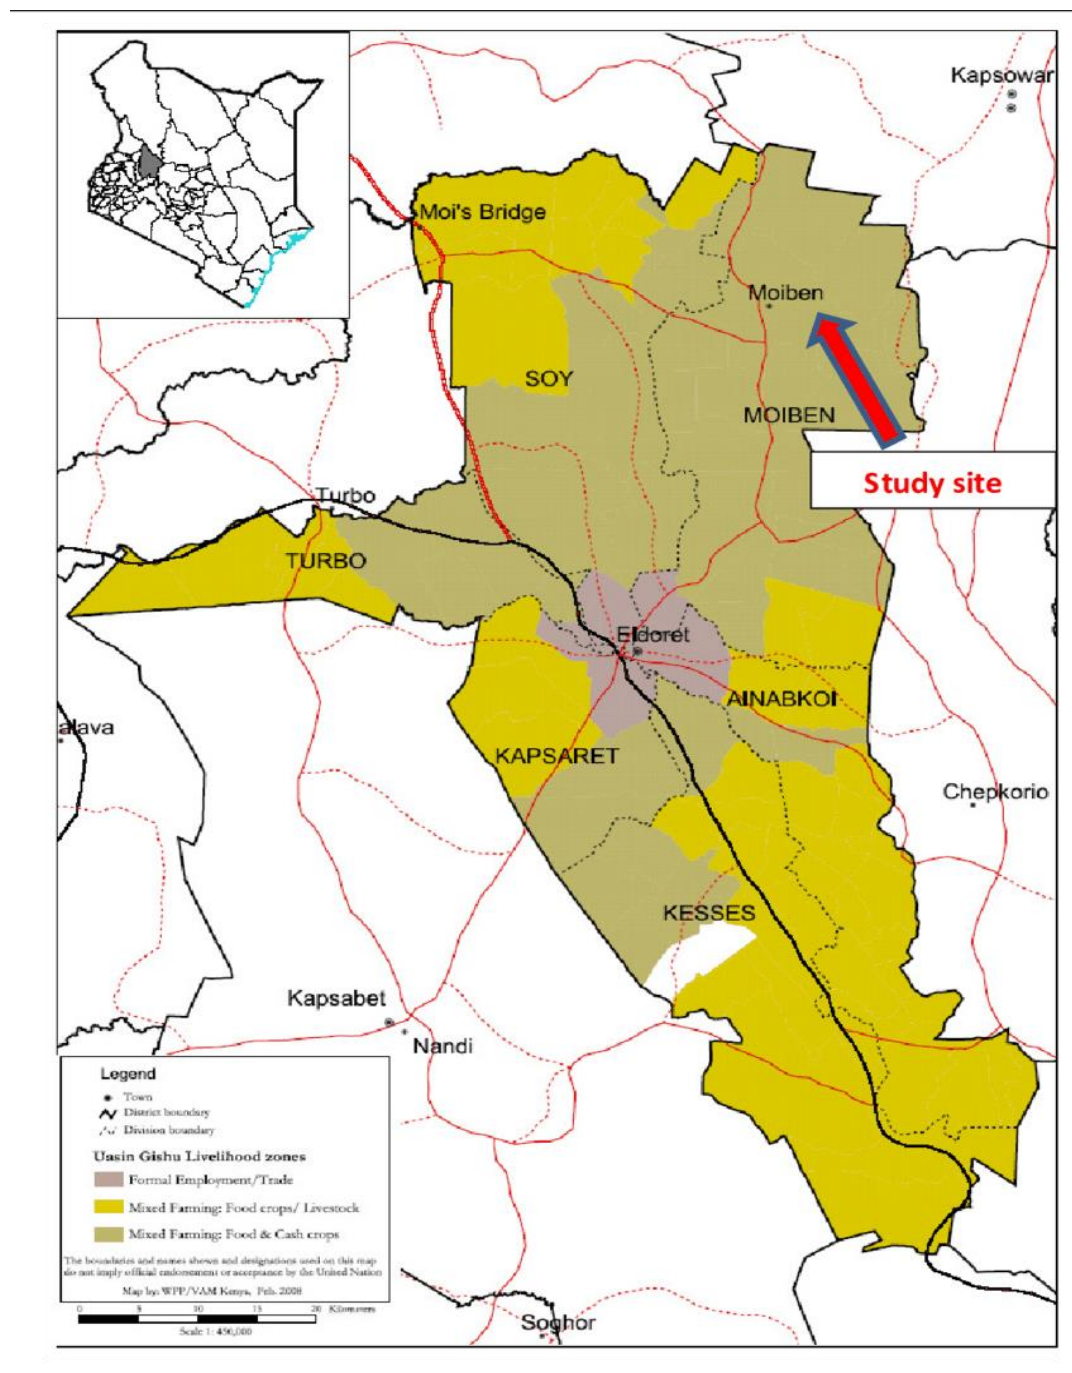 Kapsowar
Moi's Bridge
Moiben
SOY
MOIBEN
Study site
Turbo
TURBO
Eldoret
AINABKOI
alava
KAPSARET
Chepkorio
KESSES
Kapsabet
Nandi
Legend
Town
District boundary
Division boundary
Uasin Gishu Livelihood zones
Formal Employment/Trade
Mixed Farming: Food crops/ Livestock
Mixed Farming: Food & Cash crops
The boundaries and names shown and designations used on this map
do not imply official endorsement or acceptance by the United Nation
Map by: WFP/VAM Kenya, Feb. 2008
0 5 10 15 20 Kilometers
Scale 1: 450,000
Soghor